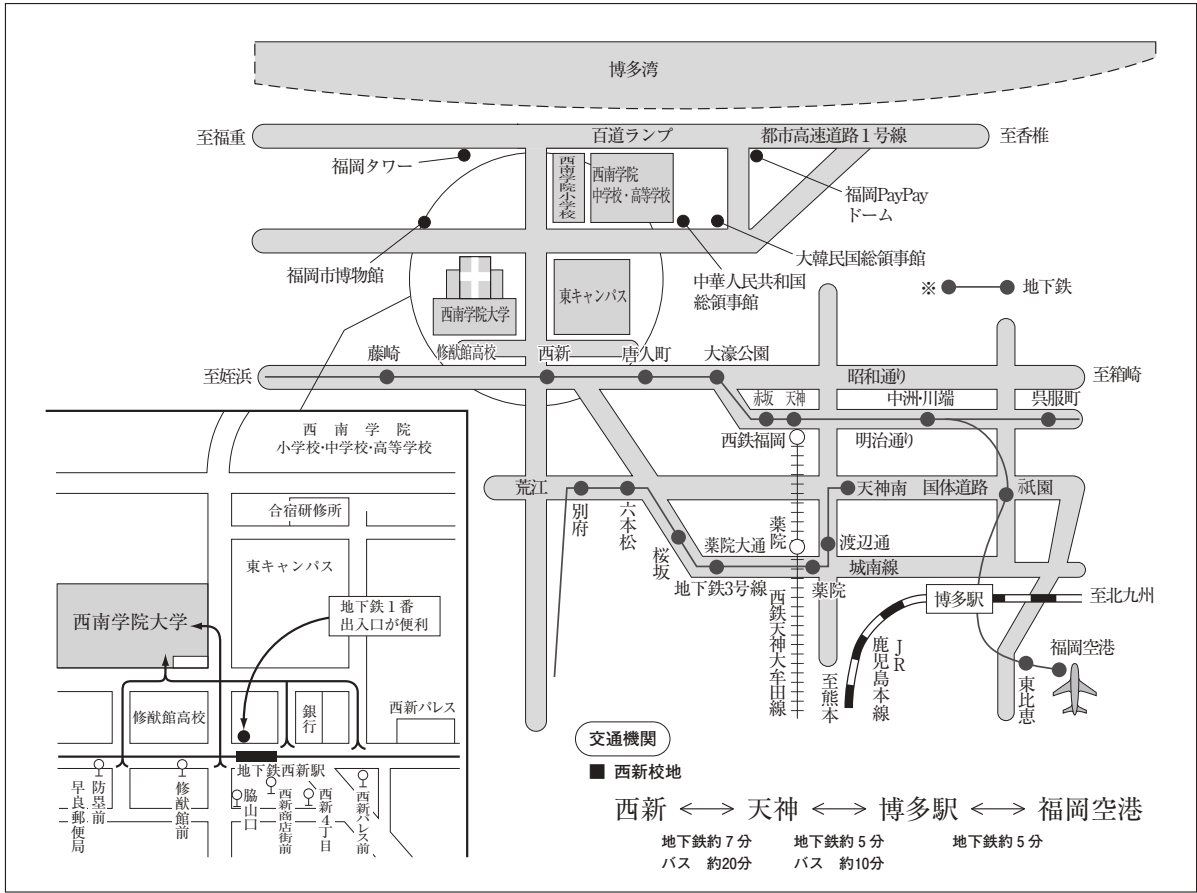 博多湾
至福重
百道ランプ
都市高速道路1号線
至香椎
福岡タワー
西南学院小学校
西南学院
中学校・高等学校
福岡PayPay
ドーム
福岡市博物館
大韓民国総領事館
中華人民共和国
総領事館
西南学院大学
東キャンパス
※
地下鉄
修猷館高校
藤崎
西新
唐人町
大濠公園
至姪浜
昭和通り
至箱崎
赤坂
天神
中洲・川端
呉服町
西鉄福岡
明治通り
荒江
別府
六本松
桜坂
薬院大通
地下鉄3号線
薬院
薬院
天神南
国体道路
祇園
渡辺通
城南線
西鉄天神大牟田線
至熊本
JR
鹿児島本線
博多駅
至北九州
東比恵
福岡空港
西南学院
小学校・中学校・高等学校
合宿研修所
東キャンパス
西南学院大学
地下鉄1番
出入口が便利
修猷館高校
銀行
西新パレス
地下鉄西新駅
早良郵便局
防塁前
修猷館前
脇山口
西新商店街前
西新4丁目
西新パレス前
交通機関
■ 西新校地
西新 ⟷ 天神 ⟷ 博多駅 ⟷ 福岡空港
地下鉄約7分 地下鉄約5分 地下鉄約5分
バス 約20分 バス 約10分